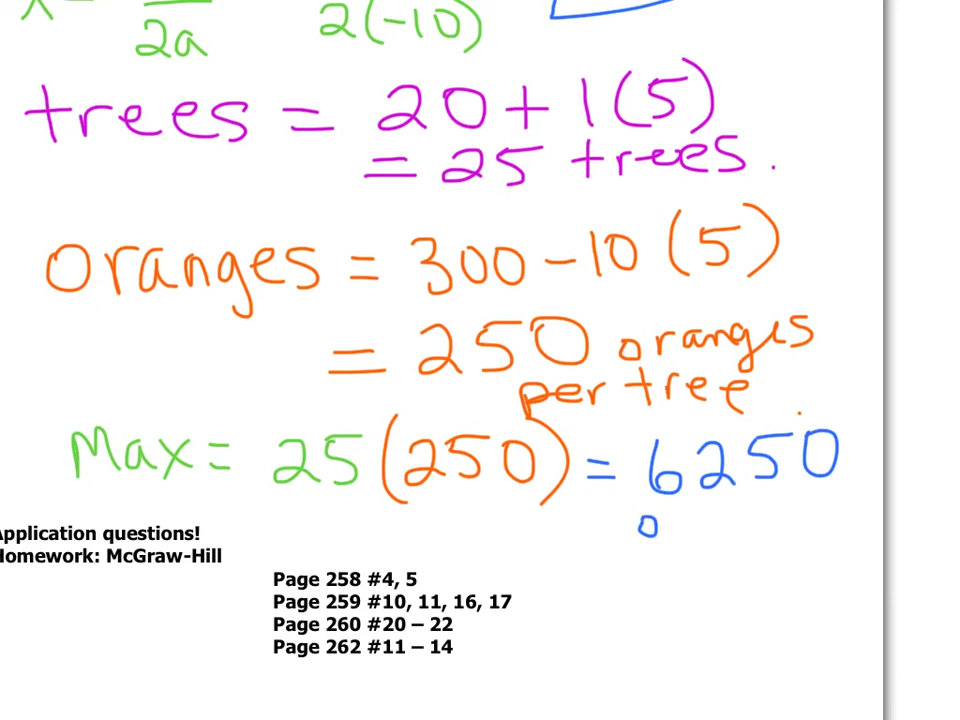 2a 2(-10)
trees = 20 + 1(5)
= 25 trees.
oranges = 300 - 10(5)
= 250 oranges
per tree.
Max = 25(250) = 6250
o
Application questions!
Homework: McGraw-Hill
Page 258 #4, 5
Page 259 #10, 11, 16, 17
Page 260 #20 – 22
Page 262 #11 – 14